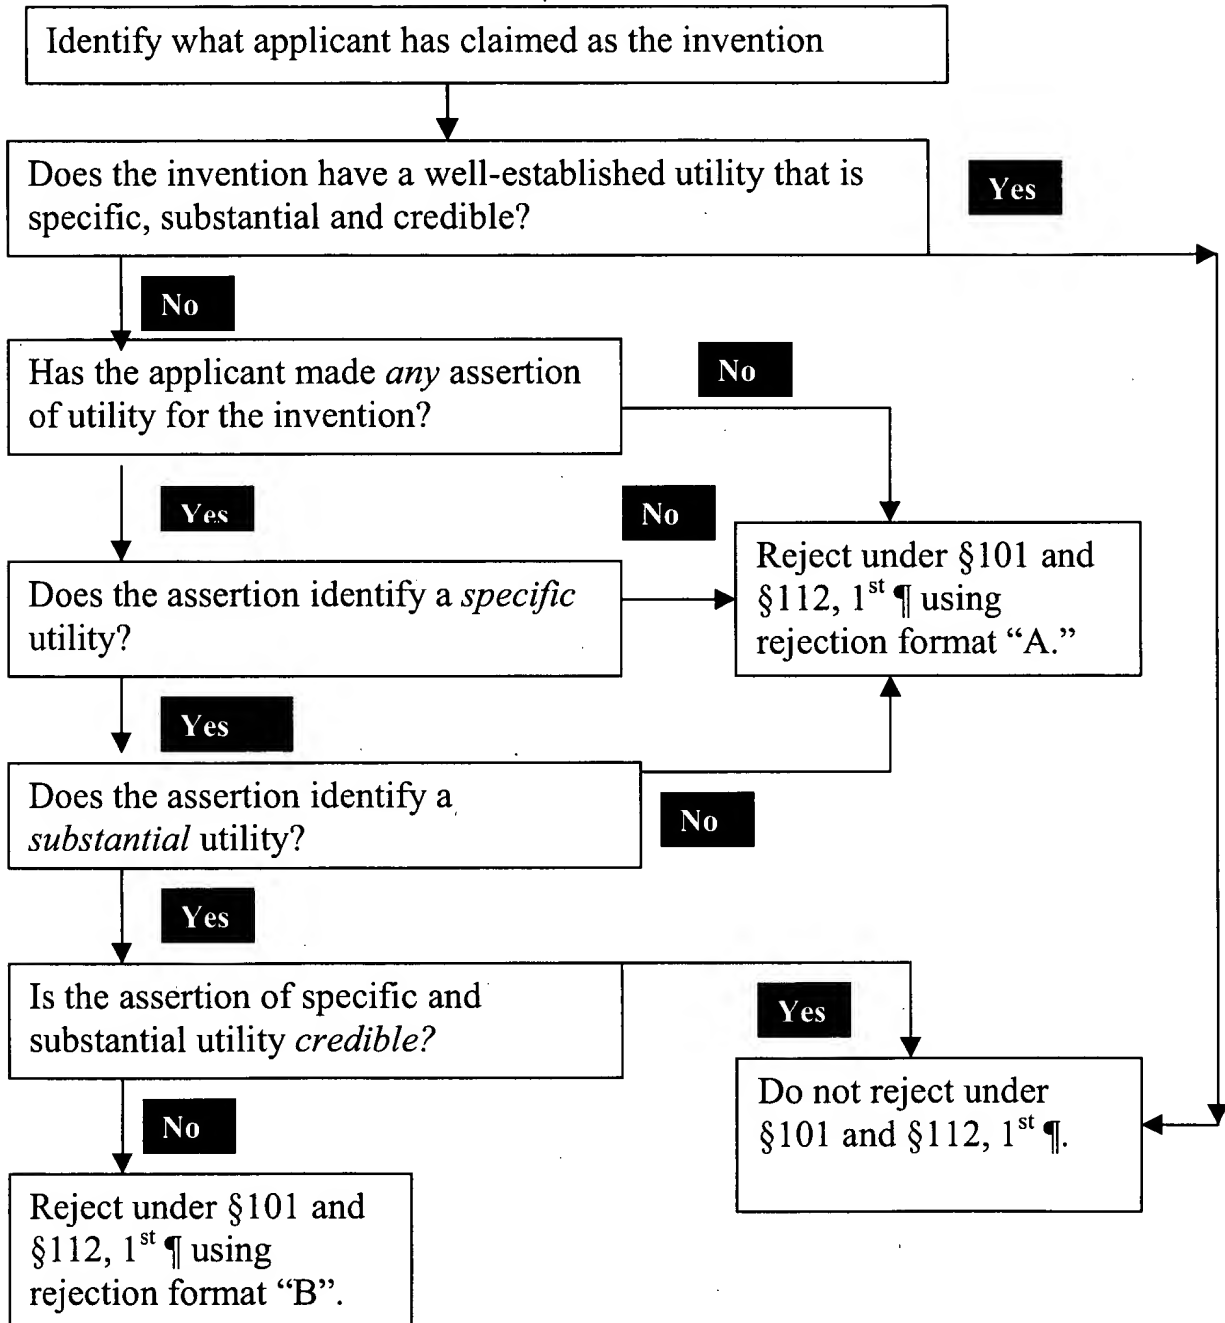 Identify what applicant has claimed as the invention
Does the invention have a well-established utility that is
specific, substantial and credible?
Yes
No
Has the applicant made any assertion
of utility for the invention?
No
Yes
No
Does the assertion identify a specific
utility?
Reject under §101 and
§112, 1st ¶ using
rejection format “A.”
Yes
Does the assertion identify a
substantial utility?
No
Yes
Is the assertion of specific and
substantial utility credible?
Yes
No
Do not reject under
§101 and §112, 1st ¶.
Reject under §101 and
§112, 1st ¶ using
rejection format “B”.